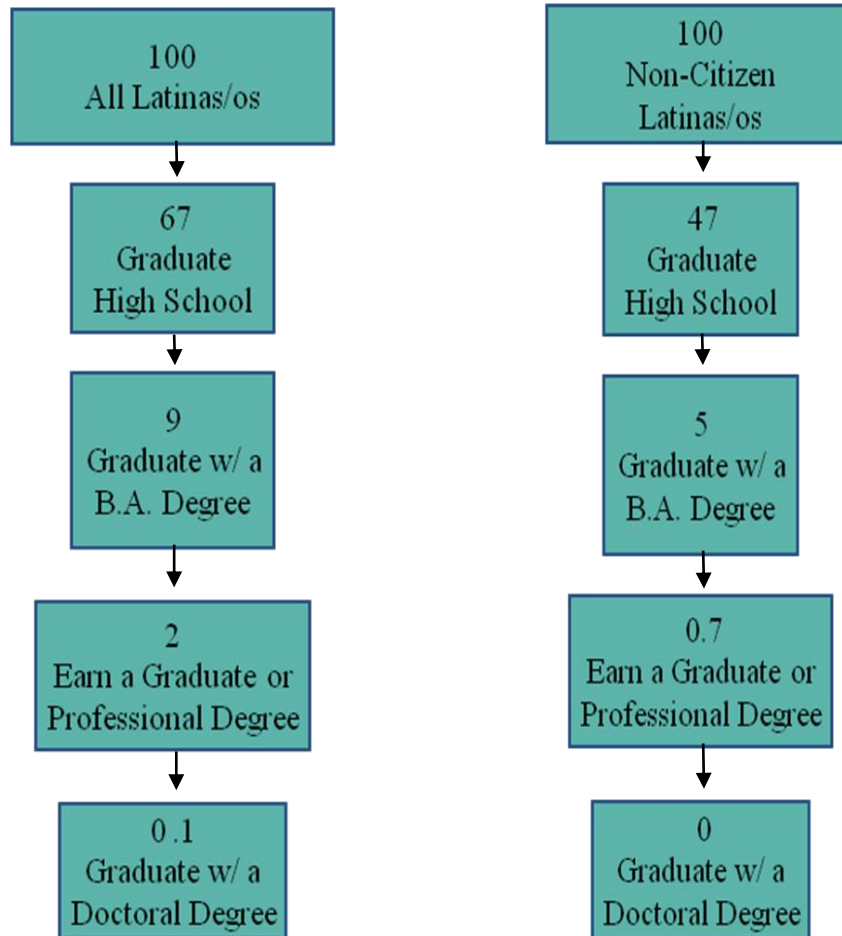 100
All Latinas/os
67
Graduate
High School
9
Graduate w/ a
B.A. Degree
2
Earn a Graduate or
Professional Degree
0 .1
Graduate w/ a
Doctoral Degree
100
Non-Citizen
Latinas/os
47
Graduate
High School
5
Graduate w/ a
B.A. Degree
0.7
Earn a Graduate or
Professional Degree
0
Graduate w/ a
Doctoral Degree